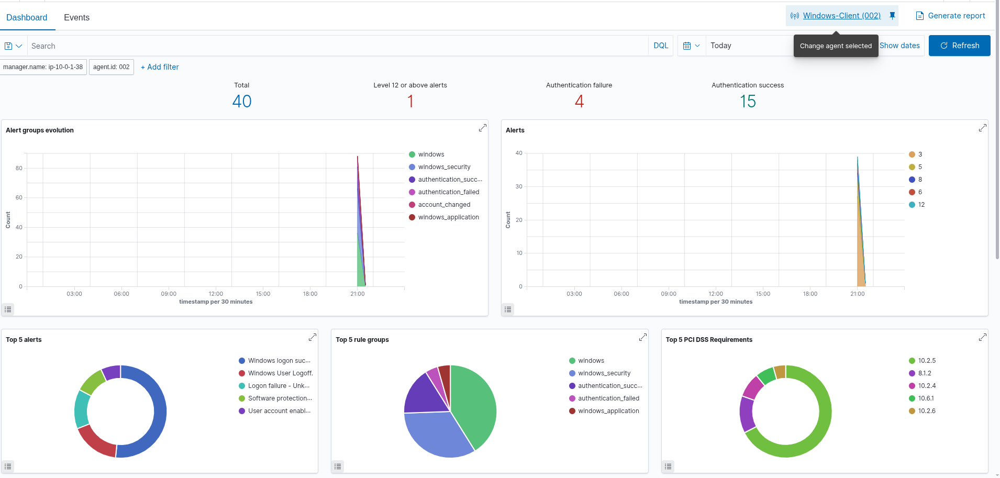 Dashboard
Events
Windows-Client (002)
Generate report
Search
DQL
Today
Change agent selected
Show dates
Refresh
manager.name: ip-10-0-1-38
agent.id: 002
+ Add filter
Total
40
Level 12 or above alerts
1
Authentication failure
4
Authentication success
15
Alert groups evolution
Count
80
60
40
20
0
03:00
06:00
09:00
12:00
15:00
18:00
21:00
timestamp per 30 minutes
windows
windows_security
authentication_succ...
authentication_failed
account_changed
windows_application
Alerts
Count
40
30
20
10
0
03:00
06:00
09:00
12:00
15:00
18:00
21:00
timestamp per 30 minutes
3
5
8
6
12
Top 5 alerts
Windows logon suc...
Windows User Logoff.
Logon failure - Unk...
Software protection...
User account enabl...
Top 5 rule groups
windows
windows_security
authentication_succ...
authentication_failed
windows_application
Top 5 PCI DSS Requirements
10.2.5
8.1.2
10.2.4
10.6.1
10.2.6